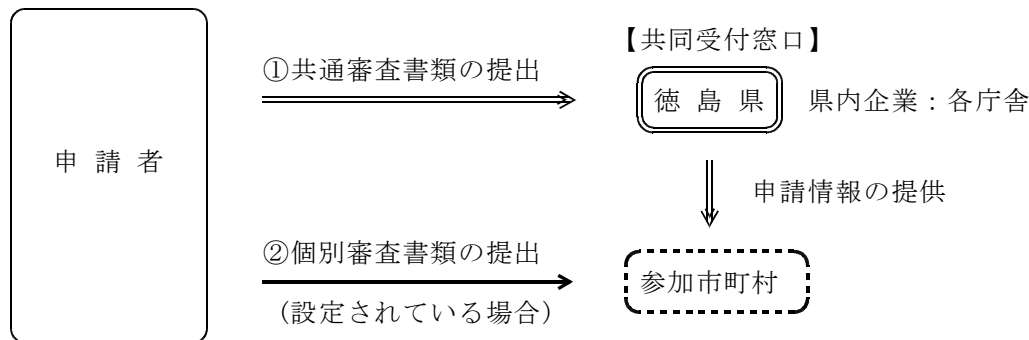 【共同受付窓口】
①共通審査書類の提出
徳島県
県内企業：各庁舎
申請者
申請情報の提供
②個別審査書類の提出
参加市町村
（設定されている場合）